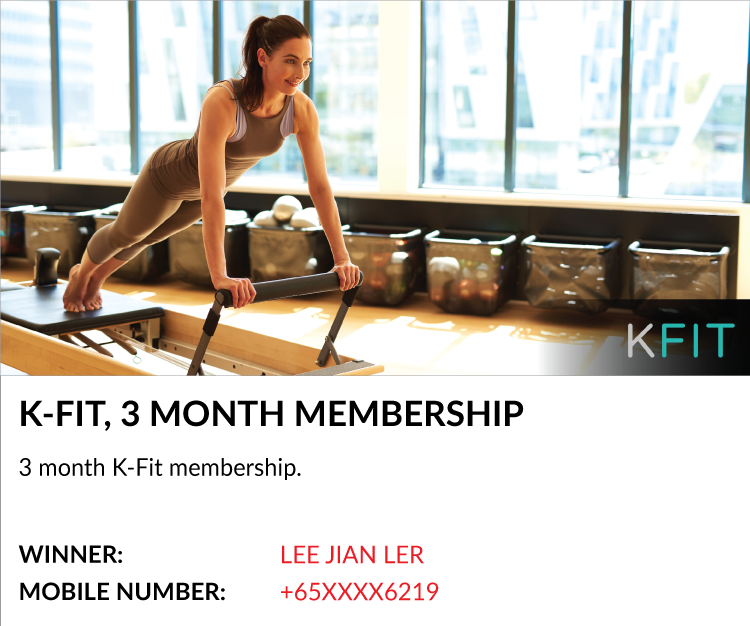 KFIT
K-FIT, 3 MONTH MEMBERSHIP
3 month K-Fit membership.
WINNER: LEE JIAN LER
MOBILE NUMBER: +65XXXX6219